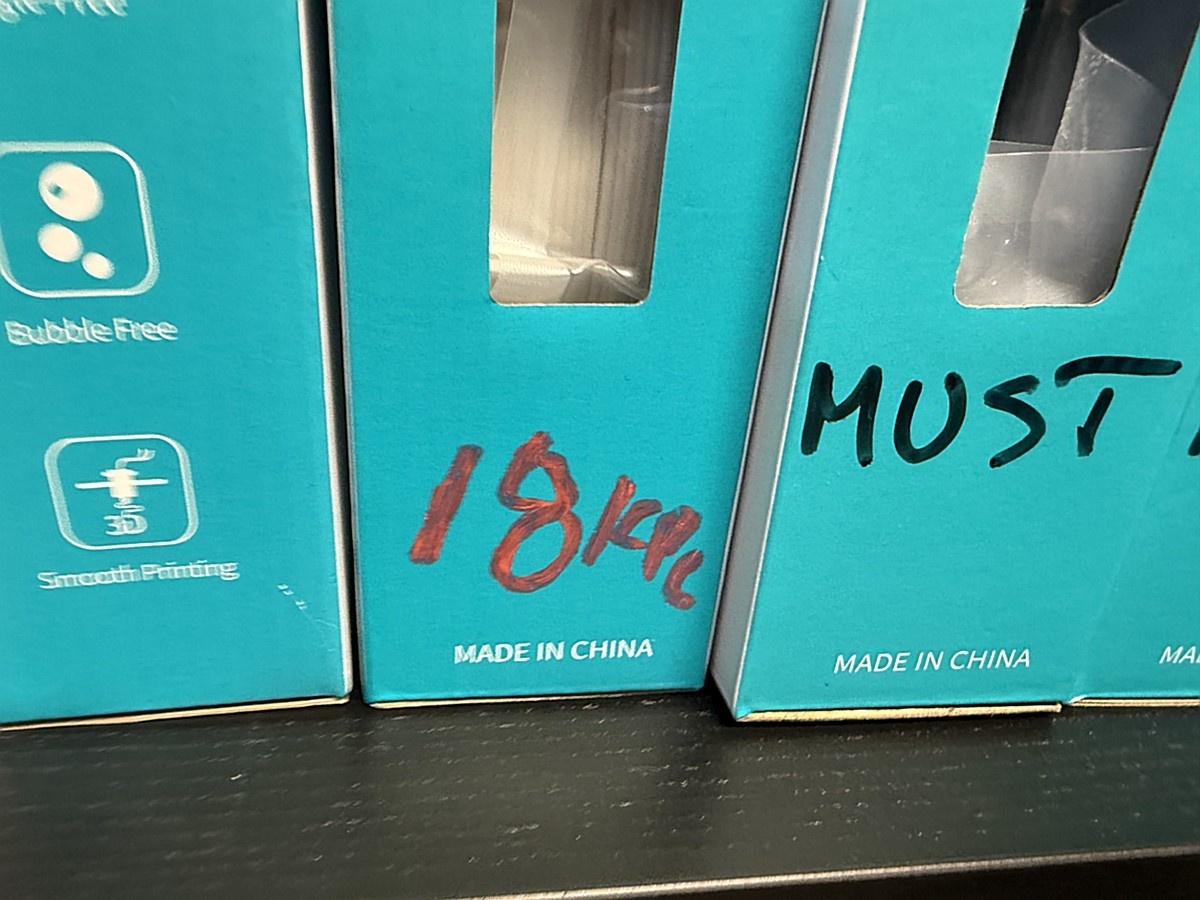 Bubble Free
3D
Smooth Printing
18KPc
MADE IN CHINA
MUST
MADE IN CHINA